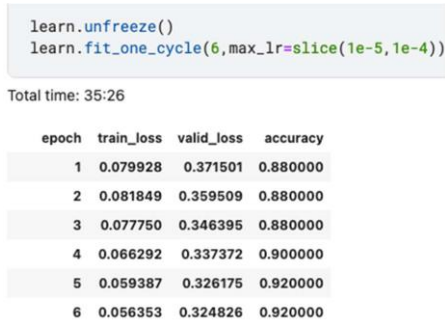 learn.unfreeze()
learn.fit_one_cycle(6,max_lr=slice(1e-5,1e-4))
Total time: 35:26
epoch train_loss valid_loss accuracy
1 0.079928 0.371501 0.880000
2 0.081849 0.359509 0.880000
3 0.077750 0.346395 0.880000
4 0.066292 0.337372 0.900000
5 0.059387 0.326175 0.920000
6 0.056353 0.324826 0.920000